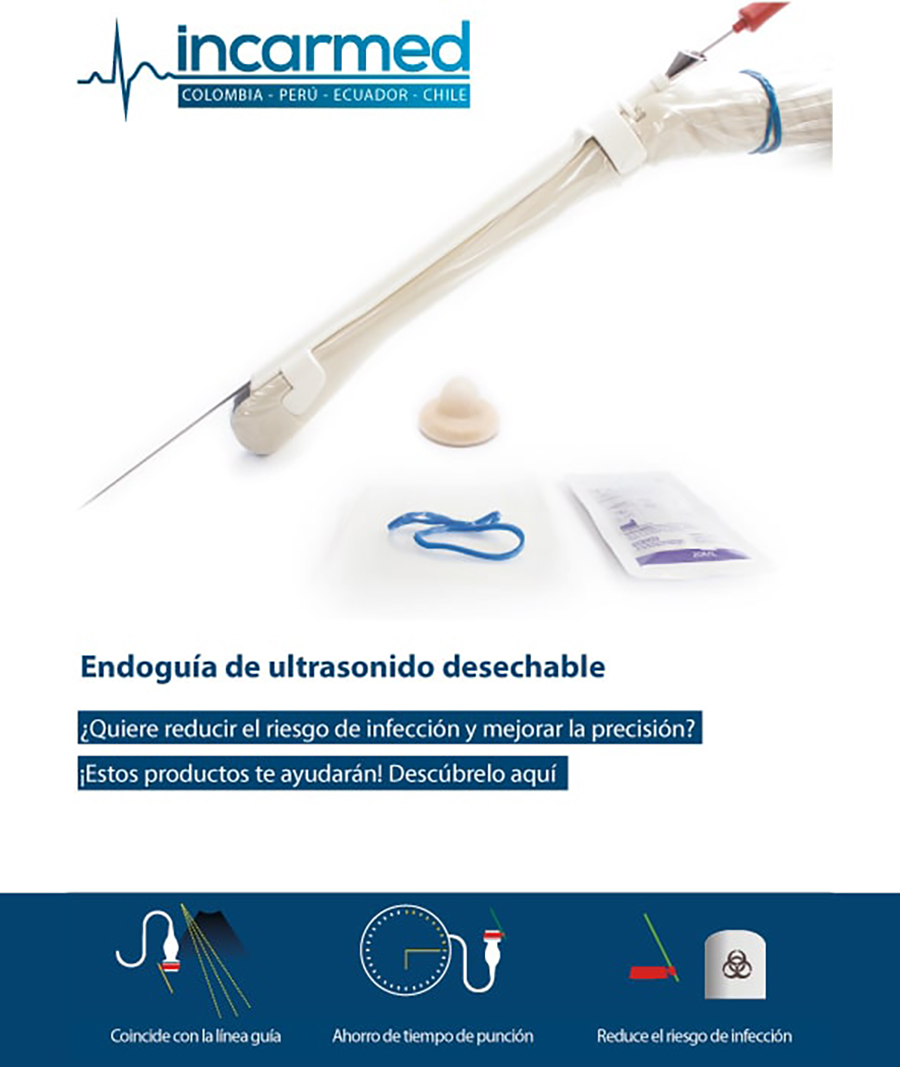 incarmed
COLOMBIA - PERÚ - ECUADOR - CHILE
Endoguía de ultrasonido desechable
¿Quiere reducir el riesgo de infección y mejorar la precisión?
¡Estos productos te ayudarán! Descúbrelo aquí
Coincide con la línea guía
Ahorro de tiempo de punción
Reduce el riesgo de infección